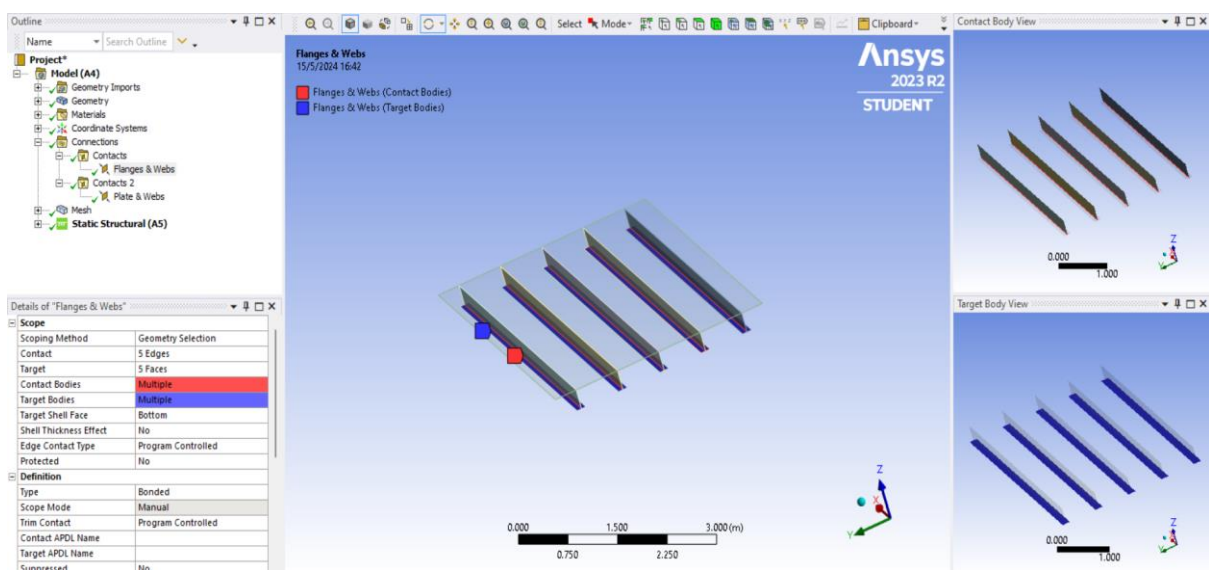 Outline
Name
Search Outline
Project*
Model (A4)
Geometry Imports
Geometry
Materials
Coordinate Systems
Connections
Contacts
Flanges & Webs
Contacts 2
Plate & Webs
Mesh
Static Structural (A5)
Details of "Flanges & Webs"
Scope
Scoping Method Geometry Selection
Contact 5 Edges
Target 5 Faces
Contact Bodies Multiple
Target Bodies Multiple
Target Shell Face Bottom
Shell Thickness Effect No
Edge Contact Type Program Controlled
Protected No
Definition
Type Bonded
Scope Mode Manual
Trim Contact Program Controlled
Contact APDL Name
Target APDL Name
Suppressed No
Select Mode Clipboard
Flanges & Webs
15/5/2024 16:42
Flanges & Webs (Contact Bodies)
Flanges & Webs (Target Bodies)
Ansys
2023 R2
STUDENT
Z
X
Y
0.000 1.500 3.000 (m)
0.750 2.250
Contact Body View
Z
X
Y
0.000
1.000
Target Body View
Z
X
Y
0.000
1.000